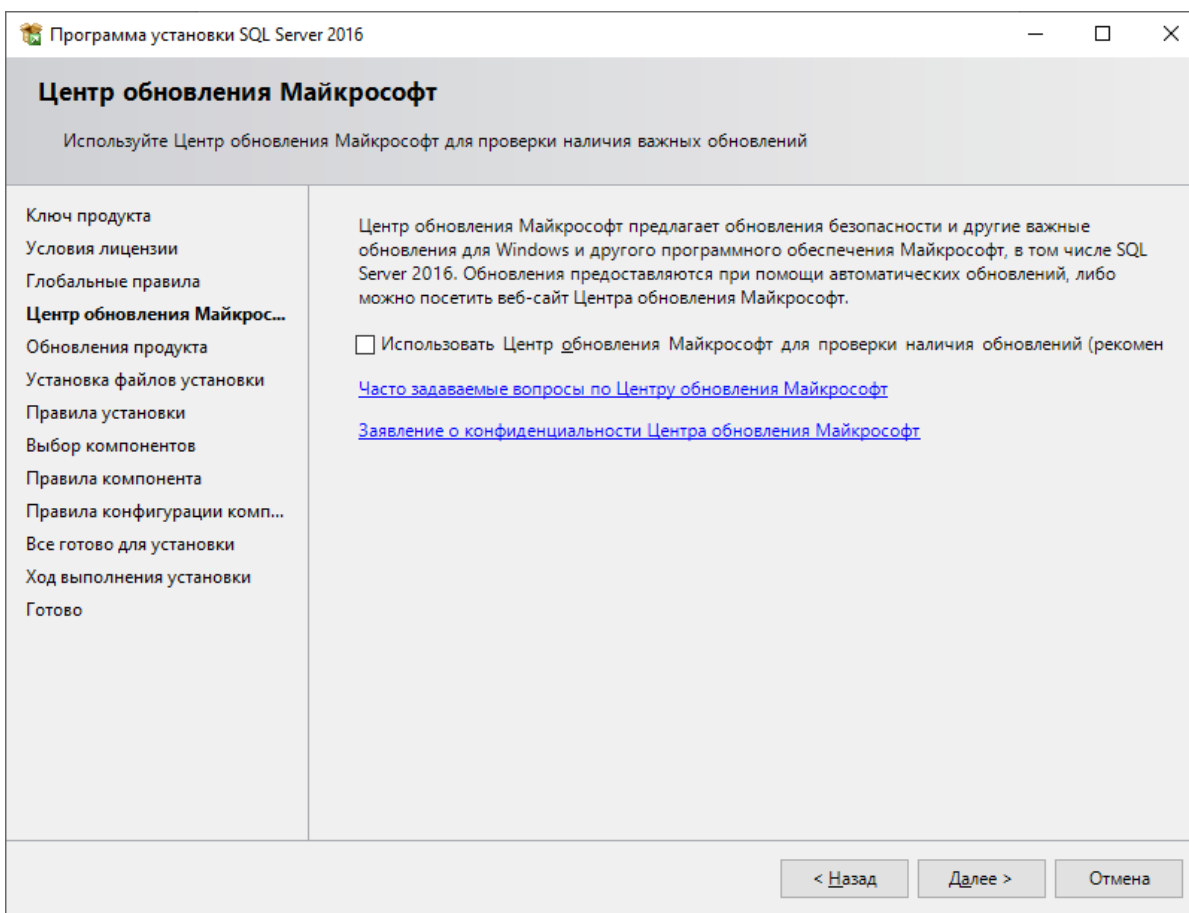 Программа установки SQL Server 2016
Центр обновления Майкрософт
Используйте Центр обновления Майкрософт для проверки наличия важных обновлений
Ключ продукта
Условия лицензии
Глобальные правила
Центр обновления Майкрос...
Обновления продукта
Установка файлов установки
Правила установки
Выбор компонентов
Правила компонента
Правила конфигурации комп...
Все готово для установки
Ход выполнения установки
Готово
Центр обновления Майкрософт предлагает обновления безопасности и другие важные
обновления для Windows и другого программного обеспечения Майкрософт, в том числе SQL
Server 2016. Обновления предоставляются при помощи автоматических обновлений, либо
можно посетить веб-сайт Центра обновления Майкрософт.
Использовать Центр обновления Майкрософт для проверки наличия обновлений (рекомен
Часто задаваемые вопросы по Центру обновления Майкрософт
Заявление о конфиденциальности Центра обновления Майкрософт
< Назад
Далее >
Отмена